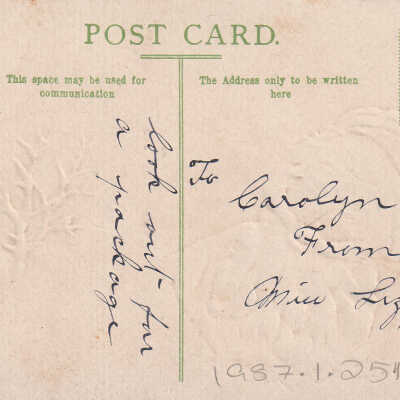 POST CARD.
This space may be used for
communication
The Address only to be written
here
look out for
a package
To
Carolyn
From
1987.1.25